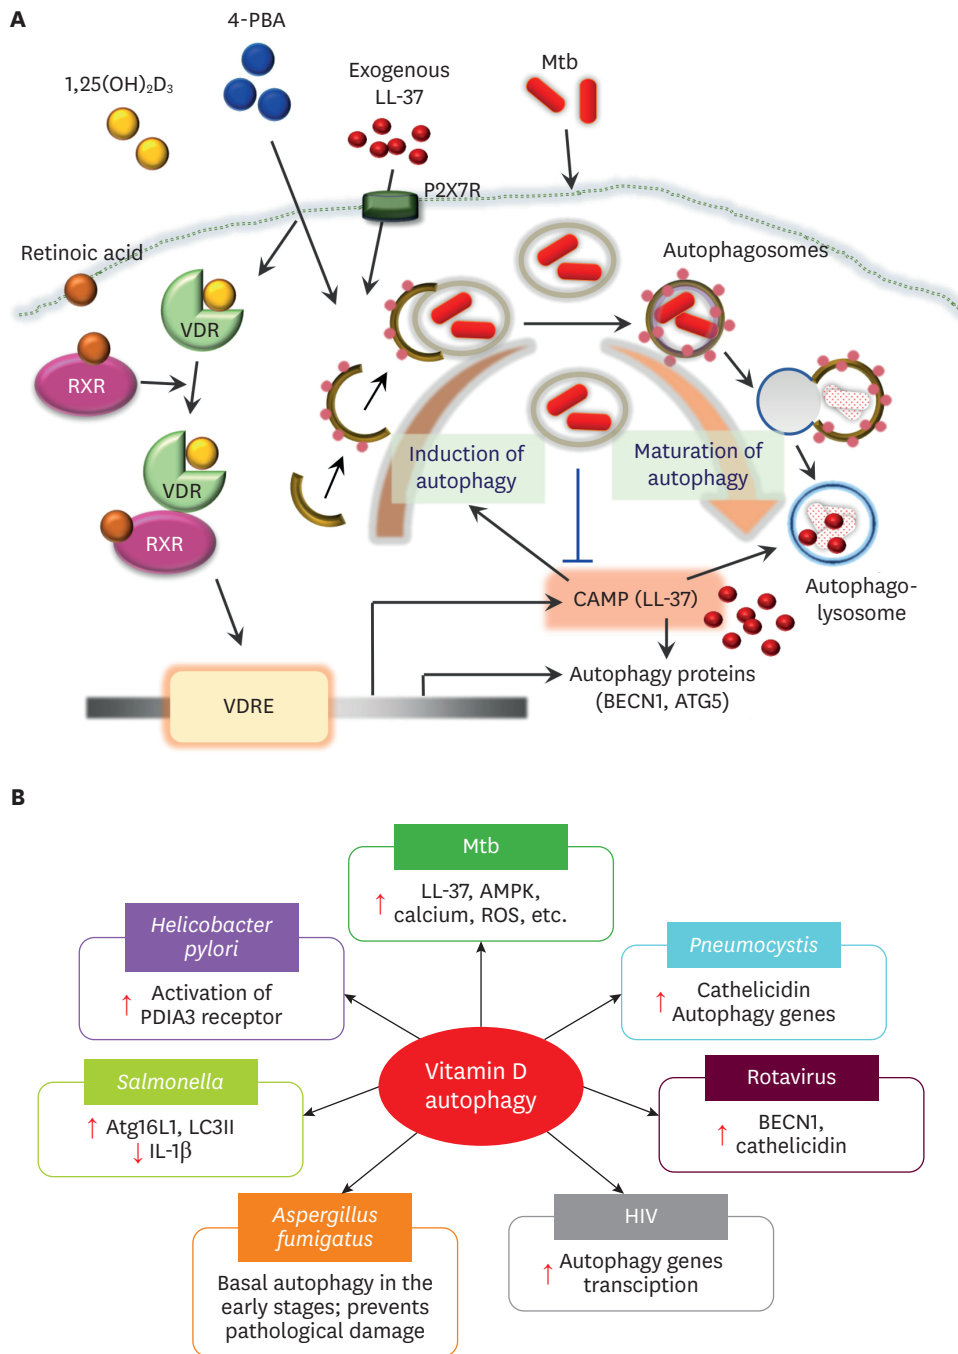 A
4-PBA
1,25(OH)₂D₃
Exogenous
LL-37
Mtb
P2X7R
Retinoic acid
Autophagosomes
VDR
RXR
Induction of
autophagy
Maturation of
autophagy
VDR
RXR
CAMP (LL-37)
Autophago-
lysosome
Autophagy proteins
(BECN1, ATG5)
VDRE
B
Mtb
↑ LL-37, AMPK,
calcium, ROS, etc.
Helicobacter
pylori
↑ Activation of
PDIA3 receptor
Pneumocystis
↑ Cathelicidin
Autophagy genes
Vitamin D
autophagy
Salmonella
↑ Atg16L1, LC3II
↓ IL-1β
Rotavirus
↑ BECN1,
cathelicidin
Aspergillus
fumigatus
Basal autophagy in the
early stages; prevents
pathological damage
HIV
↑ Autophagy genes
transciption